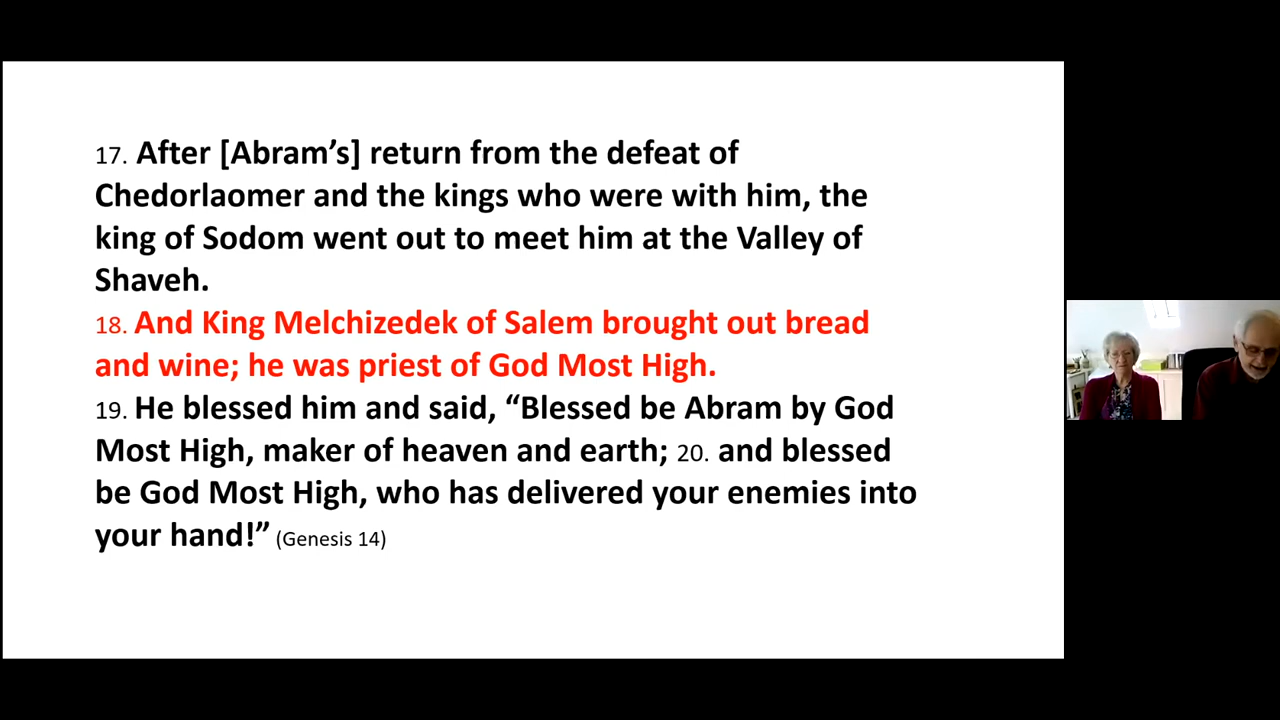 17. After [Abram’s] return from the defeat of
Chedorlaomer and the kings who were with him, the
king of Sodom went out to meet him at the Valley of
Shaveh.
18. And King Melchizedek of Salem brought out bread
and wine; he was priest of God Most High.
19. He blessed him and said, “Blessed be Abram by God
Most High, maker of heaven and earth; 20. and blessed
be God Most High, who has delivered your enemies into
your hand!” (Genesis 14)